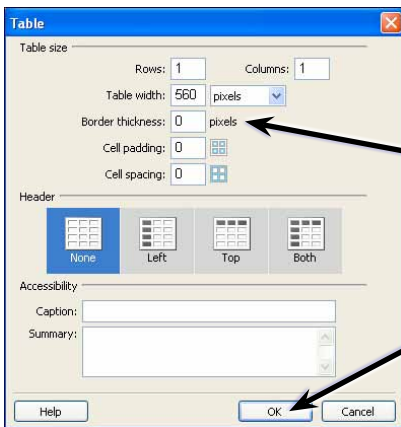 Table
Table size
Rows: 1 Columns: 1
Table width: 560 pixels
Border thickness: 0 pixels
Cell padding: 0
Cell spacing: 0
Header
None Left Top Both
Accessibility
Caption:
Summary:
Help OK Cancel